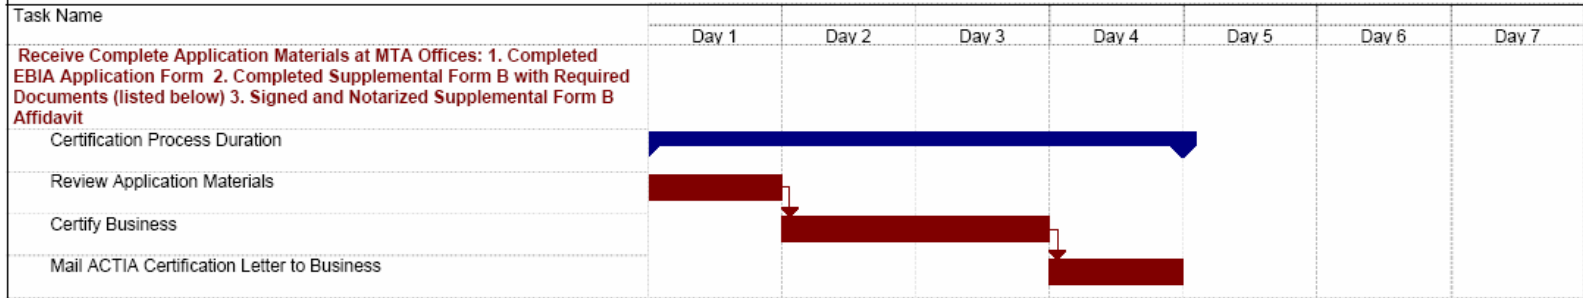 Task Name
Day 1 Day 2 Day 3 Day 4 Day 5 Day 6 Day 7
Receive Complete Application Materials at MTA Offices: 1. Completed
EBIA Application Form 2. Completed Supplemental Form B with Required
Documents (listed below) 3. Signed and Notarized Supplemental Form B
Affidavit
Certification Process Duration
Review Application Materials
Certify Business
Mail ACTIA Certification Letter to Business